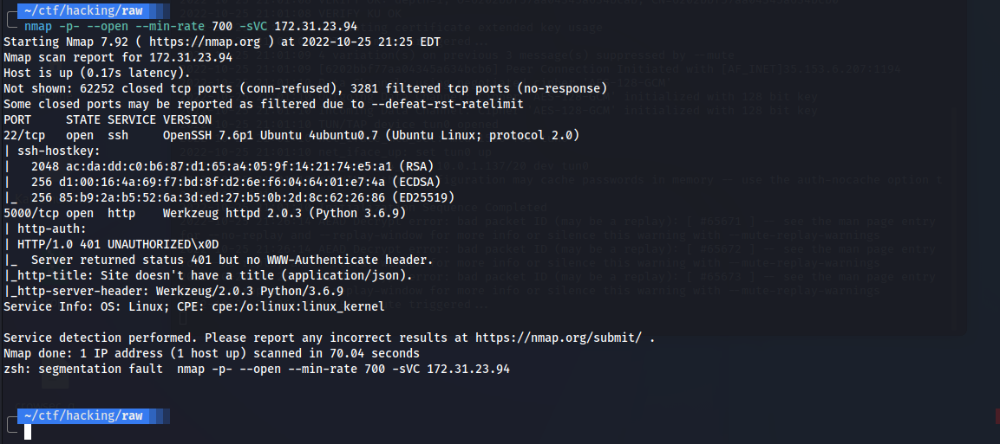 ~/ctf/hacking/raw
nmap -p- --open --min-rate 700 -sVC 172.31.23.94
Starting Nmap 7.92 ( https://nmap.org ) at 2022-10-25 21:25 EDT
Nmap scan report for 172.31.23.94
Host is up (0.17s latency).
Not shown: 62252 closed tcp ports (conn-refused), 3281 filtered tcp ports (no-response)
Some closed ports may be reported as filtered due to --defeat-rst-ratelimit
PORT     STATE SERVICE VERSION
22/tcp   open  ssh     OpenSSH 7.6p1 Ubuntu 4ubuntu0.7 (Ubuntu Linux; protocol 2.0)
| ssh-hostkey:
|   2048 ac:da:dd:c0:b6:87:d1:65:a4:05:9f:14:21:74:e5:a1 (RSA)
|   256 d1:00:16:4a:69:f7:bd:8f:d2:6e:f6:04:64:01:e7:4a (ECDSA)
|_  256 85:b9:2a:b5:52:6a:3d:ed:27:b5:0b:2d:8c:62:26:86 (ED25519)
5000/tcp open  http    Werkzeug httpd 2.0.3 (Python 3.6.9)
| http-auth:
| HTTP/1.0 401 UNAUTHORIZED\x0D
|_  Server returned status 401 but no WWW-Authenticate header.
|_http-title: Site doesn't have a title (application/json).
|_http-server-header: Werkzeug/2.0.3 Python/3.6.9
Service Info: OS: Linux; CPE: cpe:/o:linux:linux_kernel
Service detection performed. Please report any incorrect results at https://nmap.org/submit/ .
Nmap done: 1 IP address (1 host up) scanned in 70.04 seconds
zsh: segmentation fault  nmap -p- --open --min-rate 700 -sVC 172.31.23.94
~/ctf/hacking/raw